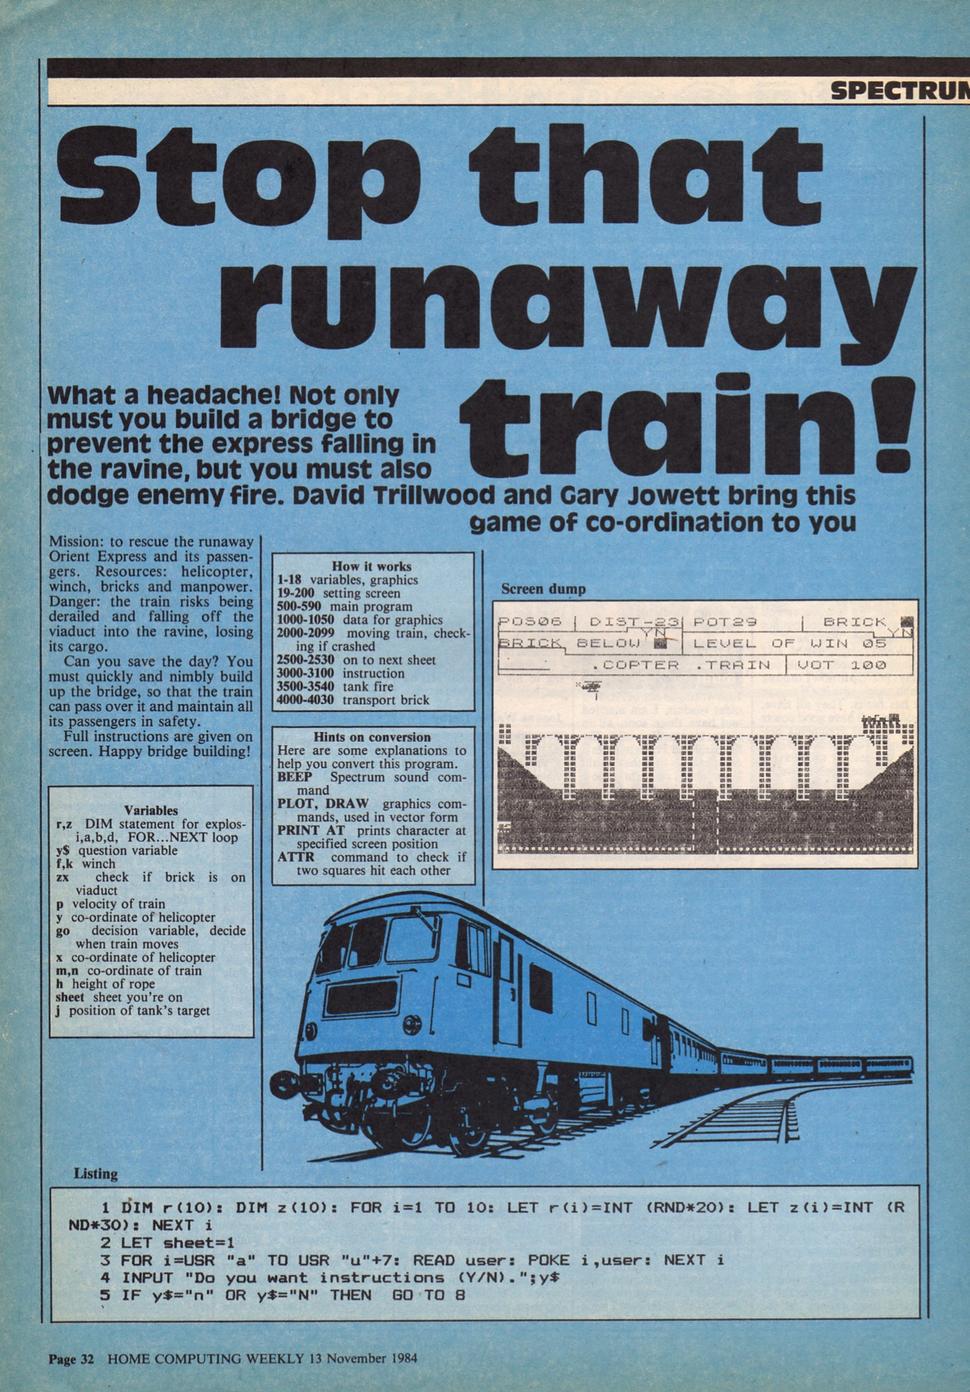 SPECTRUM
Stop that
runaway
train!
What a headache! Not only
must you build a bridge to
prevent the express falling in
the ravine, but you must also
dodge enemy fire. David Trillwood and Gary Jowett bring this
game of co-ordination to you
Mission: to rescue the runaway
Orient Express and its passen-
gers. Resources: helicopter,
winch, bricks and manpower.
Danger: the train risks being
derailed and falling off the
viaduct into the ravine, losing
its cargo.
Can you save the day? You
must quickly and nimbly build
up the bridge, so that the train
can pass over it and maintain all
its passengers in safety.
Full instructions are given on
screen. Happy bridge building!
Variables
r,z DIM statement for explos-
i,a,b,d, FOR...NEXT loop
y$ question variable
f,k winch
zx check if brick is on
viaduct
p velocity of train
y co-ordinate of helicopter
go decision variable, decide
when train moves
x co-ordinate of helicopter
m,n co-ordinate of train
h height of rope
sheet sheet you're on
j position of tank's target
How it works
1-18 variables, graphics
19-200 setting screen
500-590 main program
1000-1050 data for graphics
2000-2099 moving train, check-
ing if crashed
2500-2530 on to next sheet
3000-3100 instruction
3500-3540 tank fire
4000-4030 transport brick
Hints on conversion
Here are some explanations to
help you convert this program.
BEEP Spectrum sound com-
mand
PLOT, DRAW graphics com-
mands, used in vector form
PRINT AT prints character at
specified screen position
ATTR command to check if
two squares hit each other
Screen dump
POS06 DIST-23 POT29 BRICK
YN YN
BRICK BELOW LEVEL OF WIN 05
.COPTER .TRAIN VOT 100
Listing
1 DIM r(10): DIM z(10): FOR i=1 TO 10: LET r(i)=INT (RND*20): LET z(i)=INT (R
ND*30): NEXT i
2 LET sheet=1
3 FOR i=USR "a" TO USR "u"+7: READ user: POKE i,user: NEXT i
4 INPUT "Do you want instructions (Y/N).";y$
5 IF y$="n" OR y$="N" THEN GO TO 8
Page 32 HOME COMPUTING WEEKLY 13 November 1984